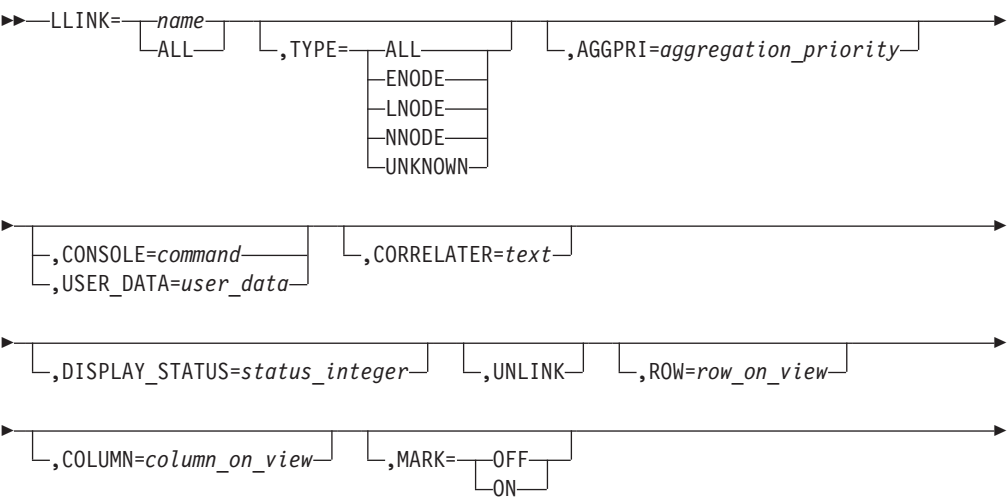 LLINK= name
ALL
,TYPE= ALL
ENODE
LNODE
NNODE
UNKNOWN
,AGGPRI=aggregation_priority
,CONSOLE=command
,USER_DATA=user_data
,CORRELATER=text
,DISPLAY_STATUS=status_integer
,UNLINK
,ROW=row_on_view
,COLUMN=column_on_view
,MARK= OFF
ON